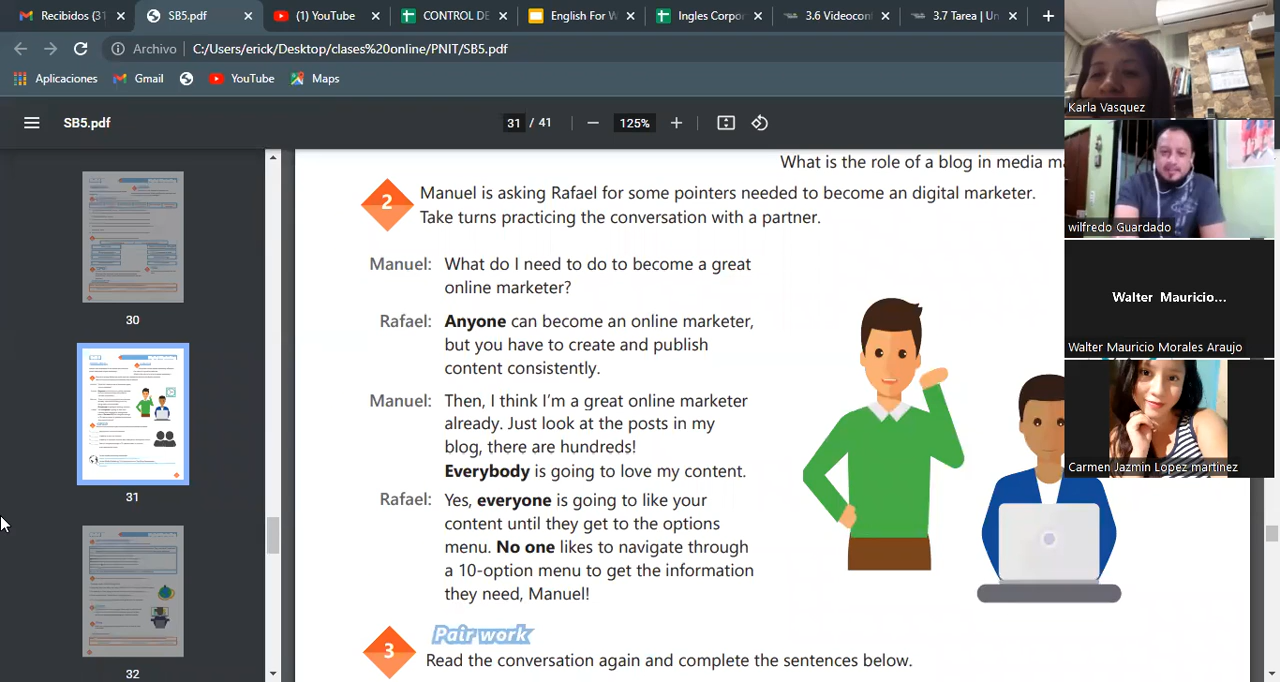 Recibidos (31
SB5.pdf
(1) YouTube
CONTROL DE
English For W
Ingles Corpor
3.6 Videocon
3.7 Tarea | Un
Archivo C:/Users/erick/Desktop/clases%20online/PNIT/SB5.pdf
Aplicaciones Gmail YouTube Maps
SB5.pdf 31 / 41 125%
30
31
32
What is the role of a blog in media ma
2 Manuel is asking Rafael for some pointers needed to become an digital marketer.
Take turns practicing the conversation with a partner.
Manuel: What do I need to do to become a great
online marketer?
Rafael: Anyone can become an online marketer,
but you have to create and publish
content consistently.
Manuel: Then, I think I'm a great online marketer
already. Just look at the posts in my
blog, there are hundreds!
Everybody is going to love my content.
Rafael: Yes, everyone is going to like your
content until they get to the options
menu. No one likes to navigate through
a 10-option menu to get the information
they need, Manuel!
Pair work
3 Read the conversation again and complete the sentences below.
Karla Vasquez
wilfredo Guardado
Walter Mauricio...
Walter Mauricio Morales Araujo
Carmen Jazmin Lopez martinez